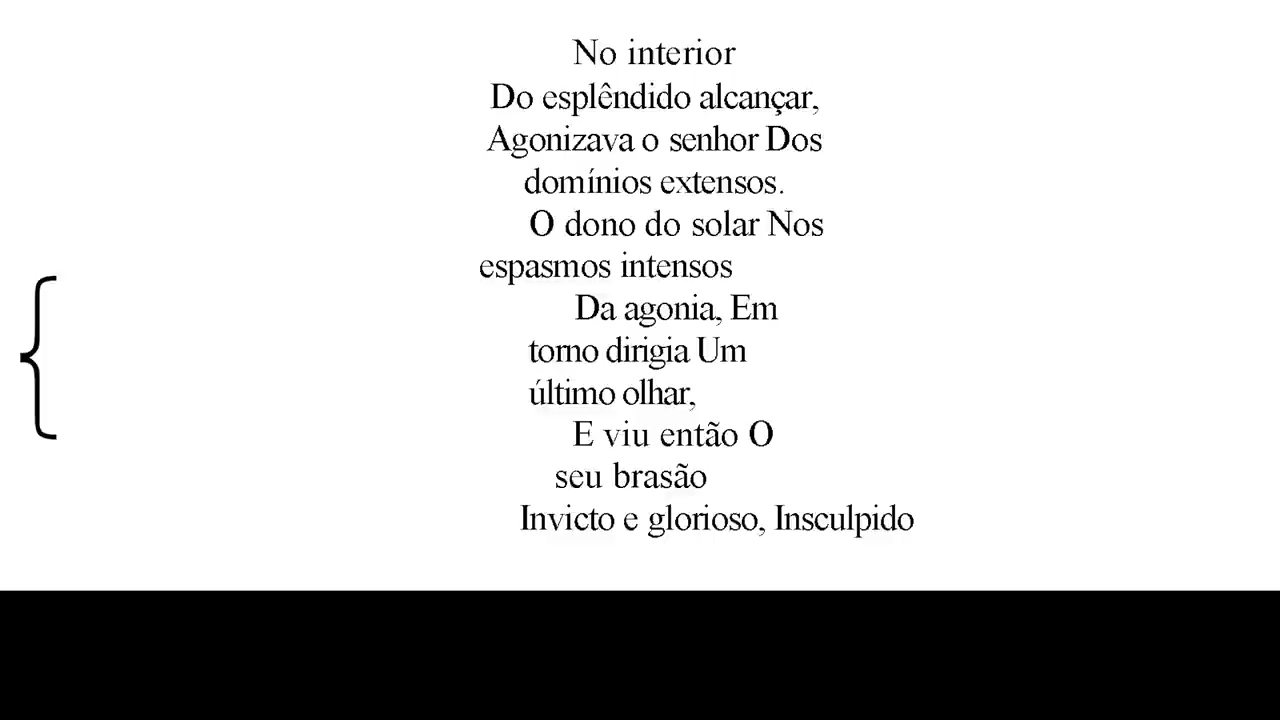 No interior
Do esplêndido alcançar,
Agonizava o senhor Dos
domínios extensos.
O dono do solar Nos
espasmos intensos
Da agonia, Em
torno dirigia Um
último olhar,
E viu então O
seu brasão
Invicto e glorioso, Insculpido